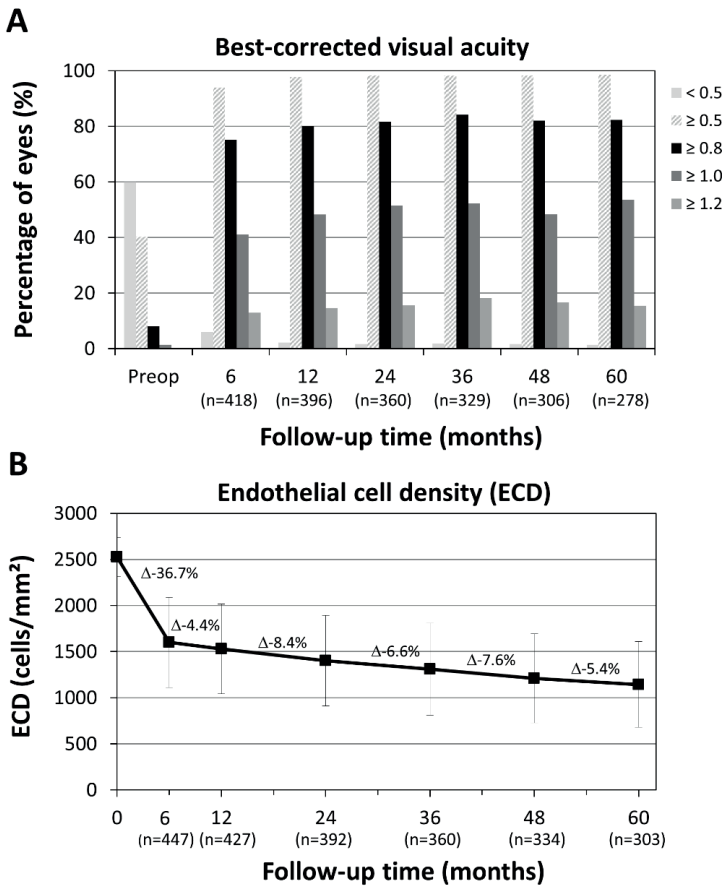 A
Best-corrected visual acuity
Percentage of eyes (%)
100
80
60
40
20
0
< 0.5
≥ 0.5
≥ 0.8
≥ 1.0
≥ 1.2
Preop 6 12 24 36 48 60
(n=418) (n=396) (n=360) (n=329) (n=306) (n=278)
Follow-up time (months)
B
Endothelial cell density (ECD)
ECD (cells/mm²)
3000
2500
2000
1500
1000
500
0
Δ-36.7%
Δ-4.4%
Δ-8.4%
Δ-6.6%
Δ-7.6%
Δ-5.4%
0 6 12 24 36 48 60
(n=447) (n=427) (n=392) (n=360) (n=334) (n=303)
Follow-up time (months)